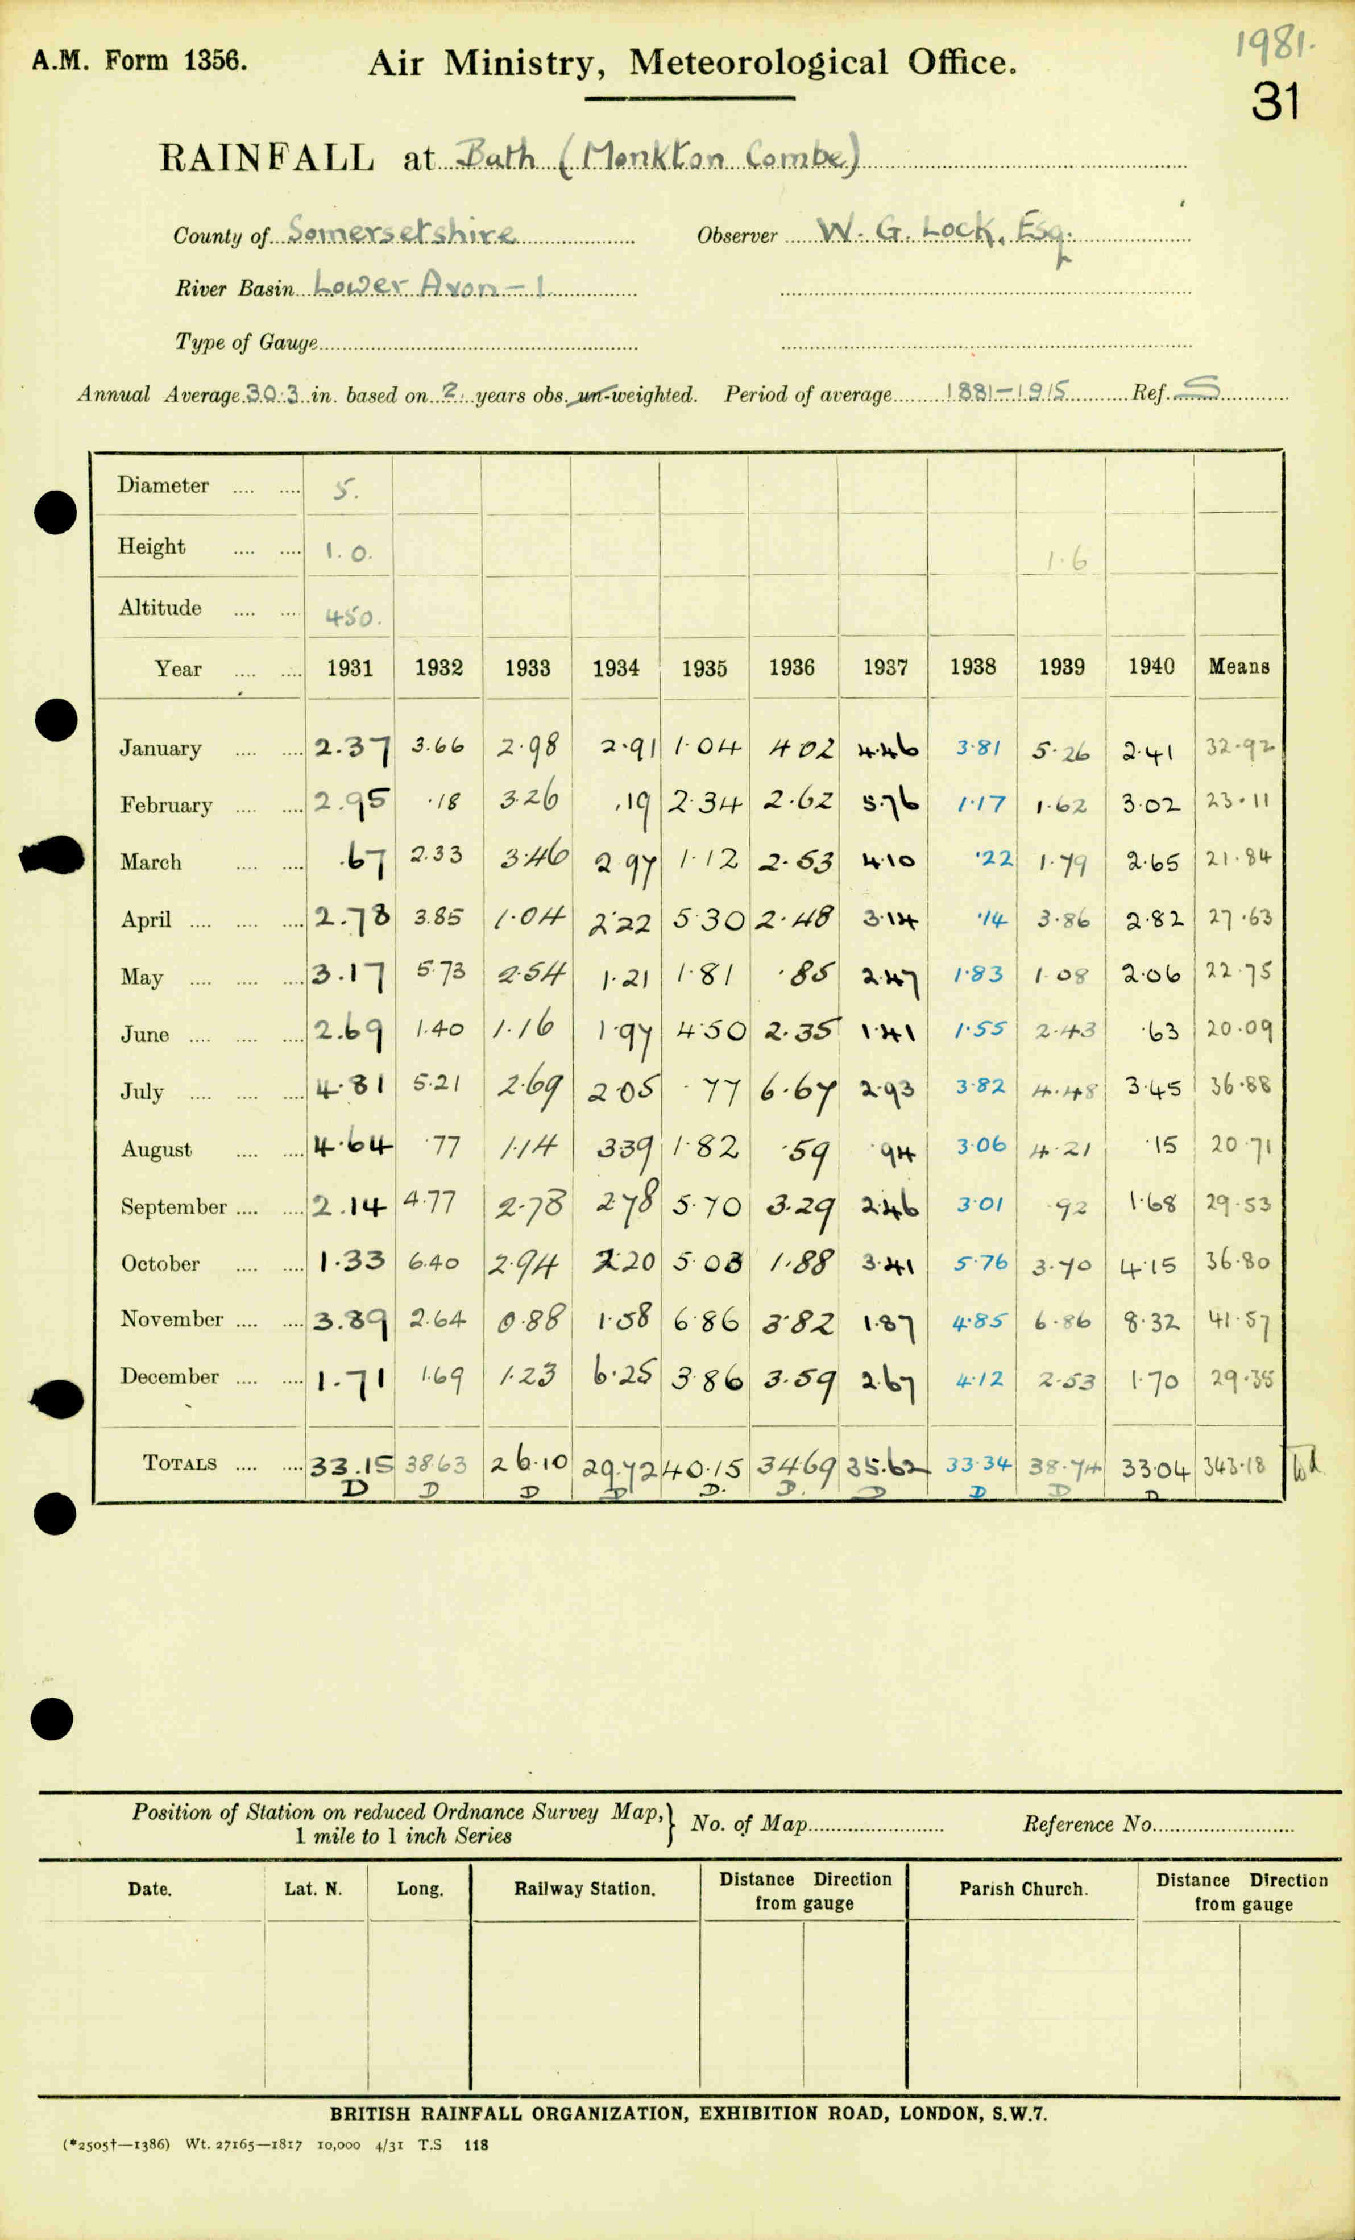 1981.
A.M. Form 1356. Air Ministry, Meteorological Office.
31
RAINFALL at Bath (Monkton Combe)
County of Somersetshire Observer W. G. Lock, Esq.
River Basin Lower Avon - 1
Type of Gauge
Annual Average 30.3 in. based on 2 years obs. un-weighted. Period of average 1881-1915 Ref. S
Diameter 5.
Height 1.0. 1.6
Altitude 450.
Year 1931 1932 1933 1934 1935 1936 1937 1938 1939 1940 Means
January 2.37 3.66 2.98 2.91 1.04 4.02 4.46 3.81 5.26 2.41 32.92
February 2.95 .18 3.26 .19 2.34 2.62 5.76 1.17 1.62 3.02 23.11
March .67 2.33 3.46 2.97 1.12 2.53 4.10 .22 1.79 2.65 21.84
April 2.78 3.85 1.04 2.22 5.30 2.48 3.14 .14 3.86 2.82 27.63
May 3.17 5.73 2.54 1.21 1.81 .85 2.47 1.83 1.08 2.06 22.75
June 2.69 1.40 1.16 1.97 4.50 2.35 1.41 1.55 2.43 .63 20.09
July 4.81 5.21 2.69 2.05 .77 6.67 2.93 3.82 4.48 3.45 36.88
August 4.64 .77 1.14 3.39 1.82 .59 .94 3.06 4.21 .15 20.71
September 2.14 4.77 2.78 2.78 5.70 3.29 2.46 3.01 .92 1.68 29.53
October 1.33 6.40 2.94 2.20 5.03 1.88 3.41 5.76 3.70 4.15 36.80
November 3.89 2.64 0.88 1.58 6.86 3.82 1.87 4.85 6.86 8.32 41.57
December 1.71 1.69 1.23 6.25 3.86 3.59 2.67 4.12 2.53 1.70 29.35
TOTALS 33.15 38.63 26.10 29.72 40.15 34.69 35.62 33.34 38.74 33.04 343.18
D D D D D. D. D D D D
Position of Station on reduced Ordnance Survey Map, No. of Map Reference No.
1 mile to 1 inch Series
Date. Lat. N. Long. Railway Station. Distance Direction from gauge Parish Church. Distance Direction from gauge
BRITISH RAINFALL ORGANIZATION, EXHIBITION ROAD, LONDON, S.W.7.
(*2505†—1386) Wt. 27165—1817 10,000 4/31 T.S 118